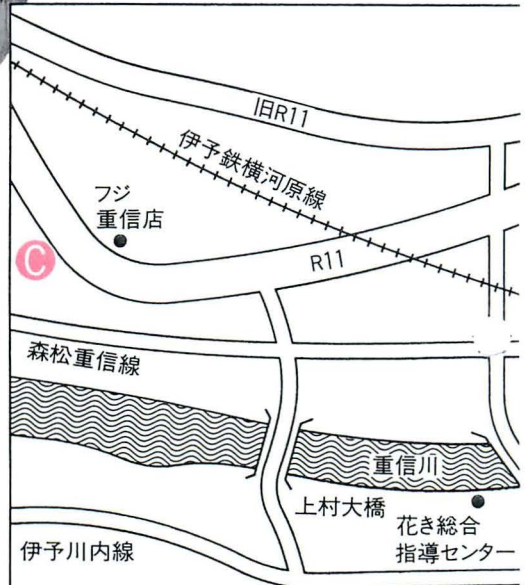 旧R11
伊予鉄横河原線
フジ
重信店
C
R11
森松重信線
重信川
上村大橋
花き総合
指導センター
伊予川内線